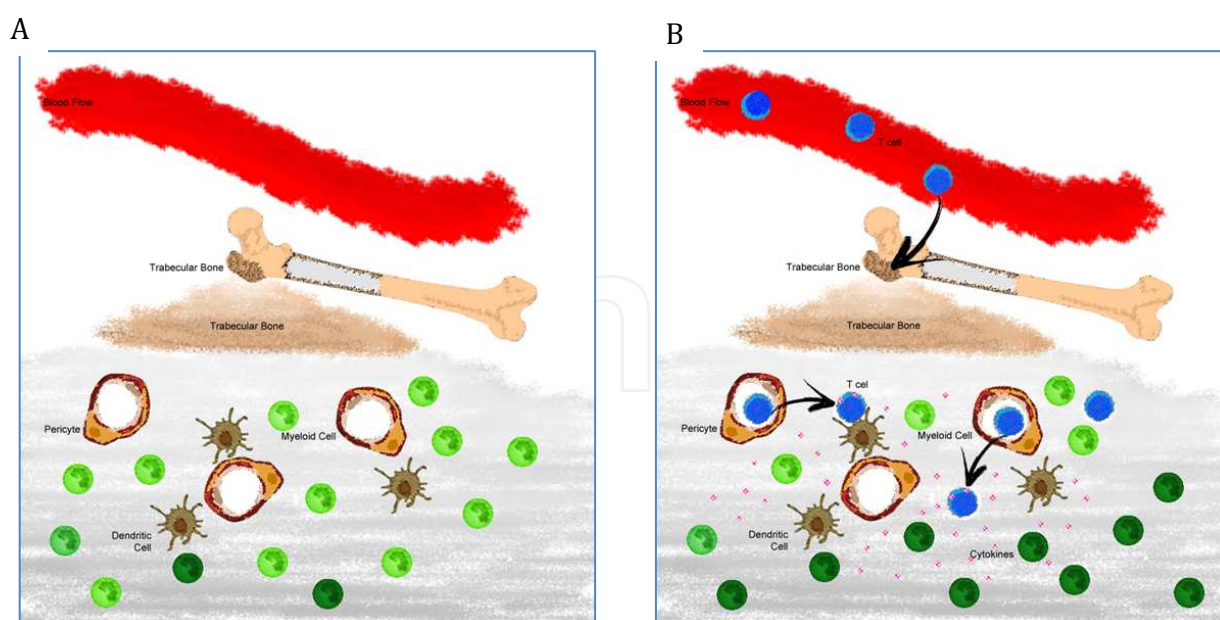 A
Blood Flow
Trabecular Bone
Trabecular Bone
Pericyte
Myeloid Cell
Dendritic
Cell
B
Blood Flow
T cell
Trabecular Bone
Trabecular Bone
T cel
Pericyte
Myeloid Cell
Dendritic
Cell
Cytokines